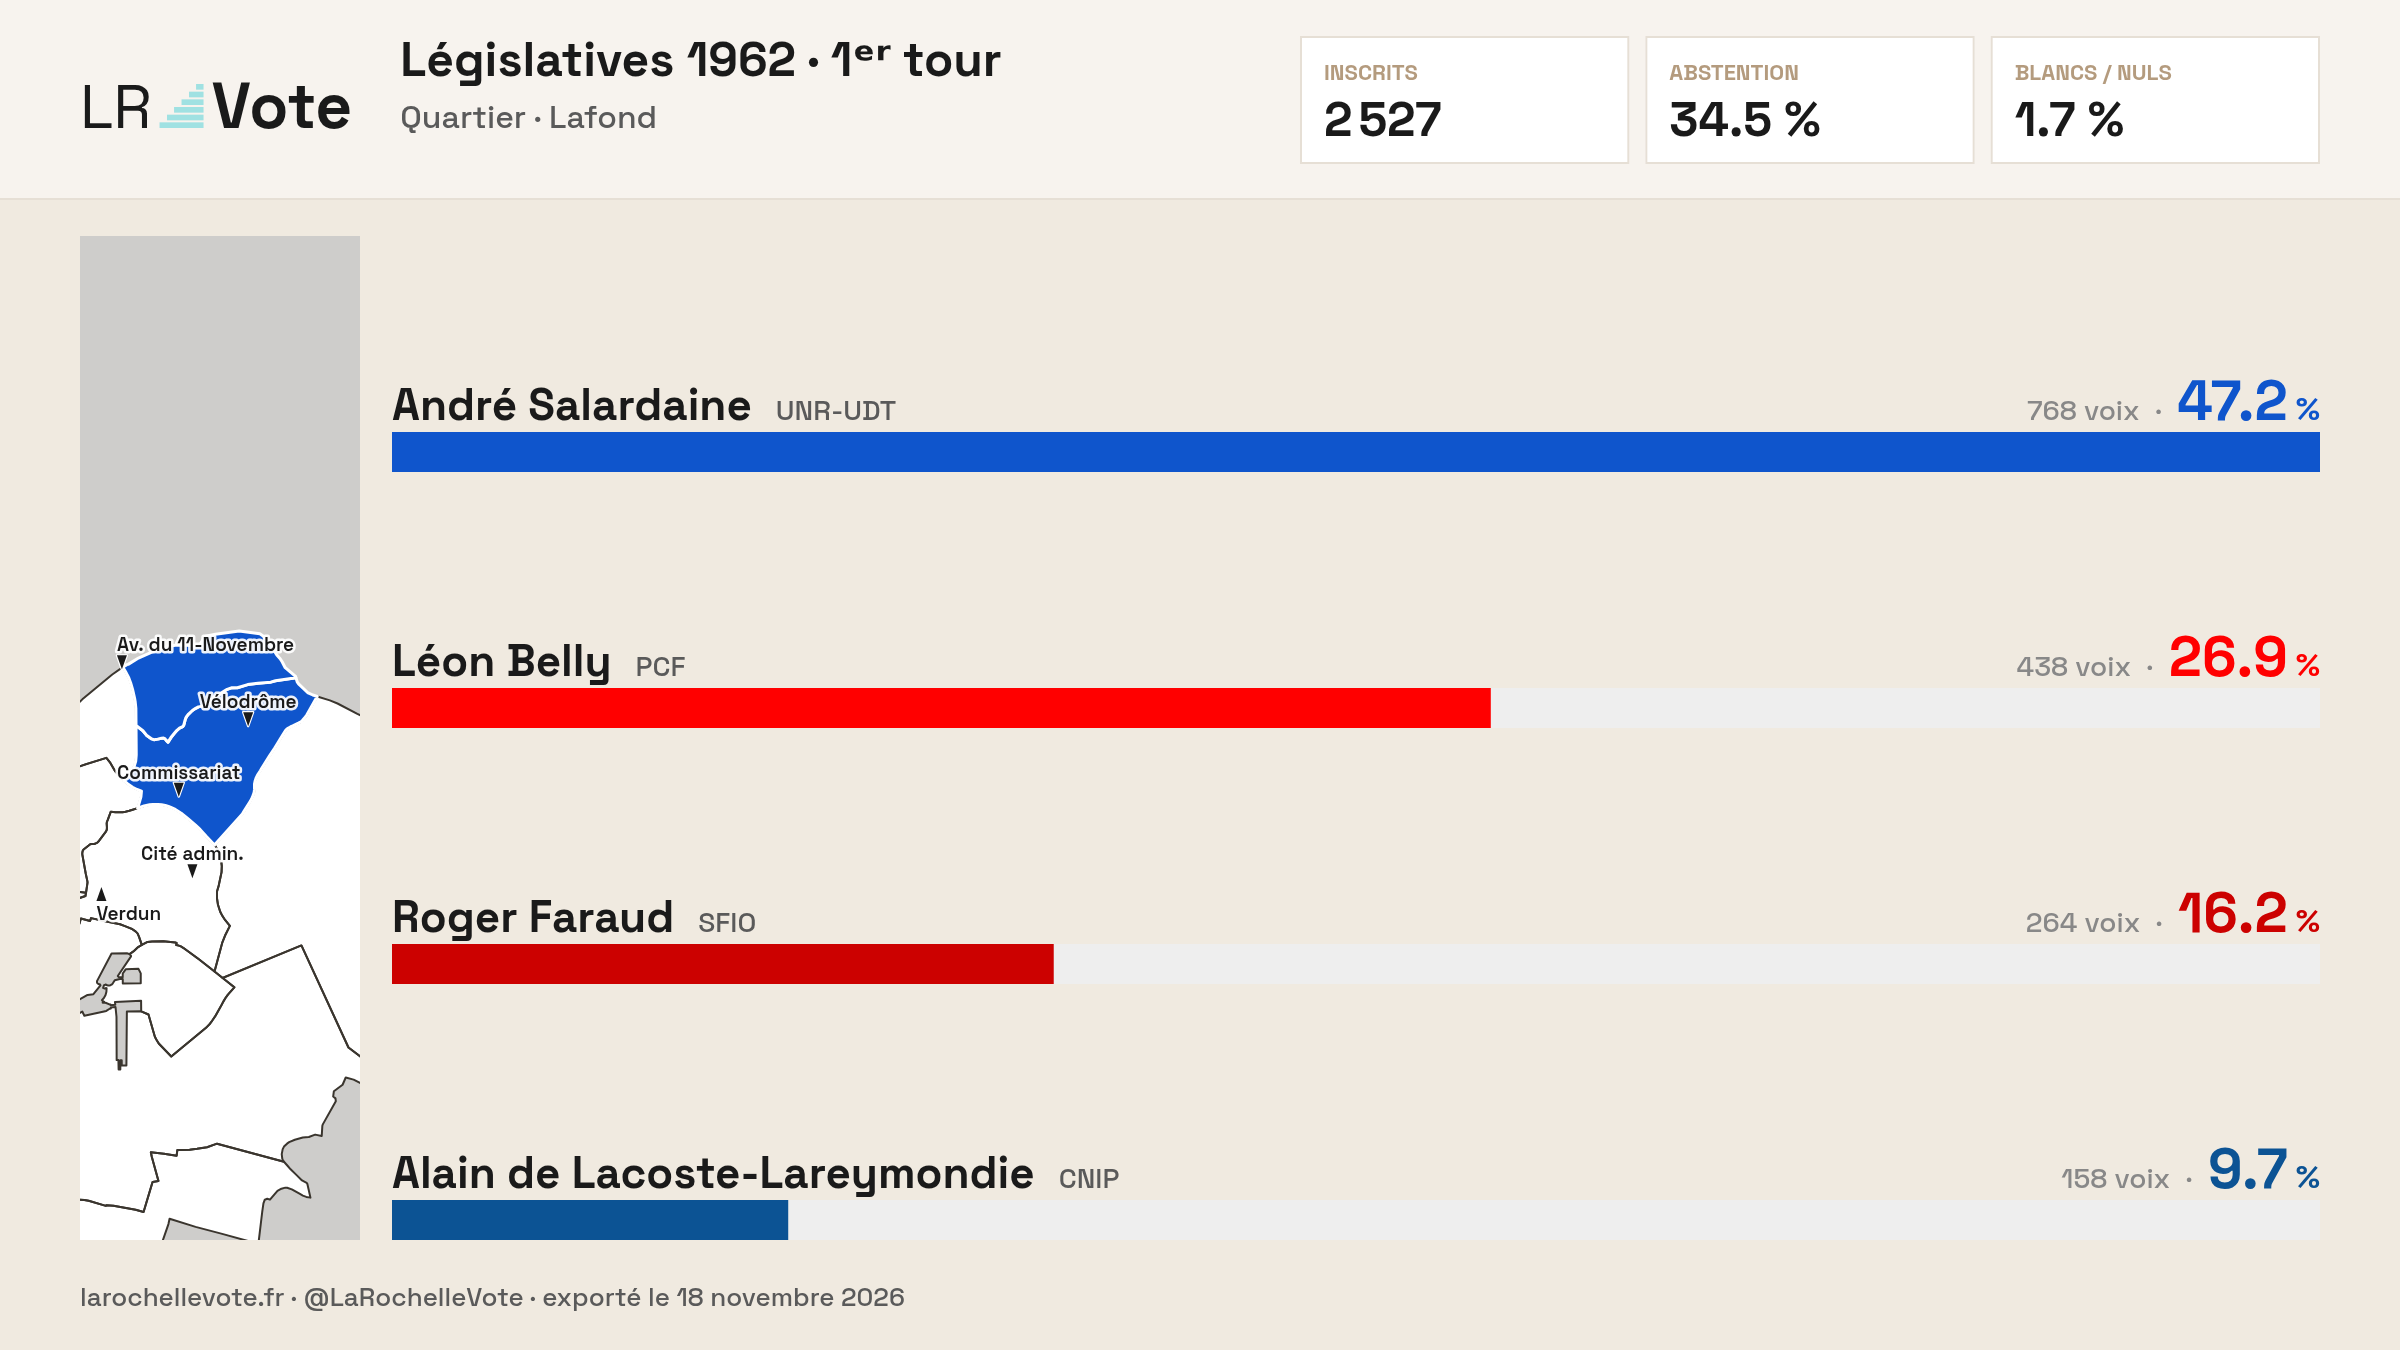 LR Vote
Législatives 1962 · 1er tour
Quartier · Lafond
INSCRITS
2 527
ABSTENTION
34.5 %
BLANCS / NULS
1.7 %
Av. du 11-Novembre
Vélodrôme
Commissariat
Cité admin.
Verdun
André Salardaine UNR-UDT 768 voix · 47.2 %
Léon Belly PCF 438 voix · 26.9 %
Roger Faraud SFIO 264 voix · 16.2 %
Alain de Lacoste-Lareymondie CNIP 158 voix · 9.7 %
larochellevote.fr · @LaRochelleVote · exporté le 18 novembre 2026